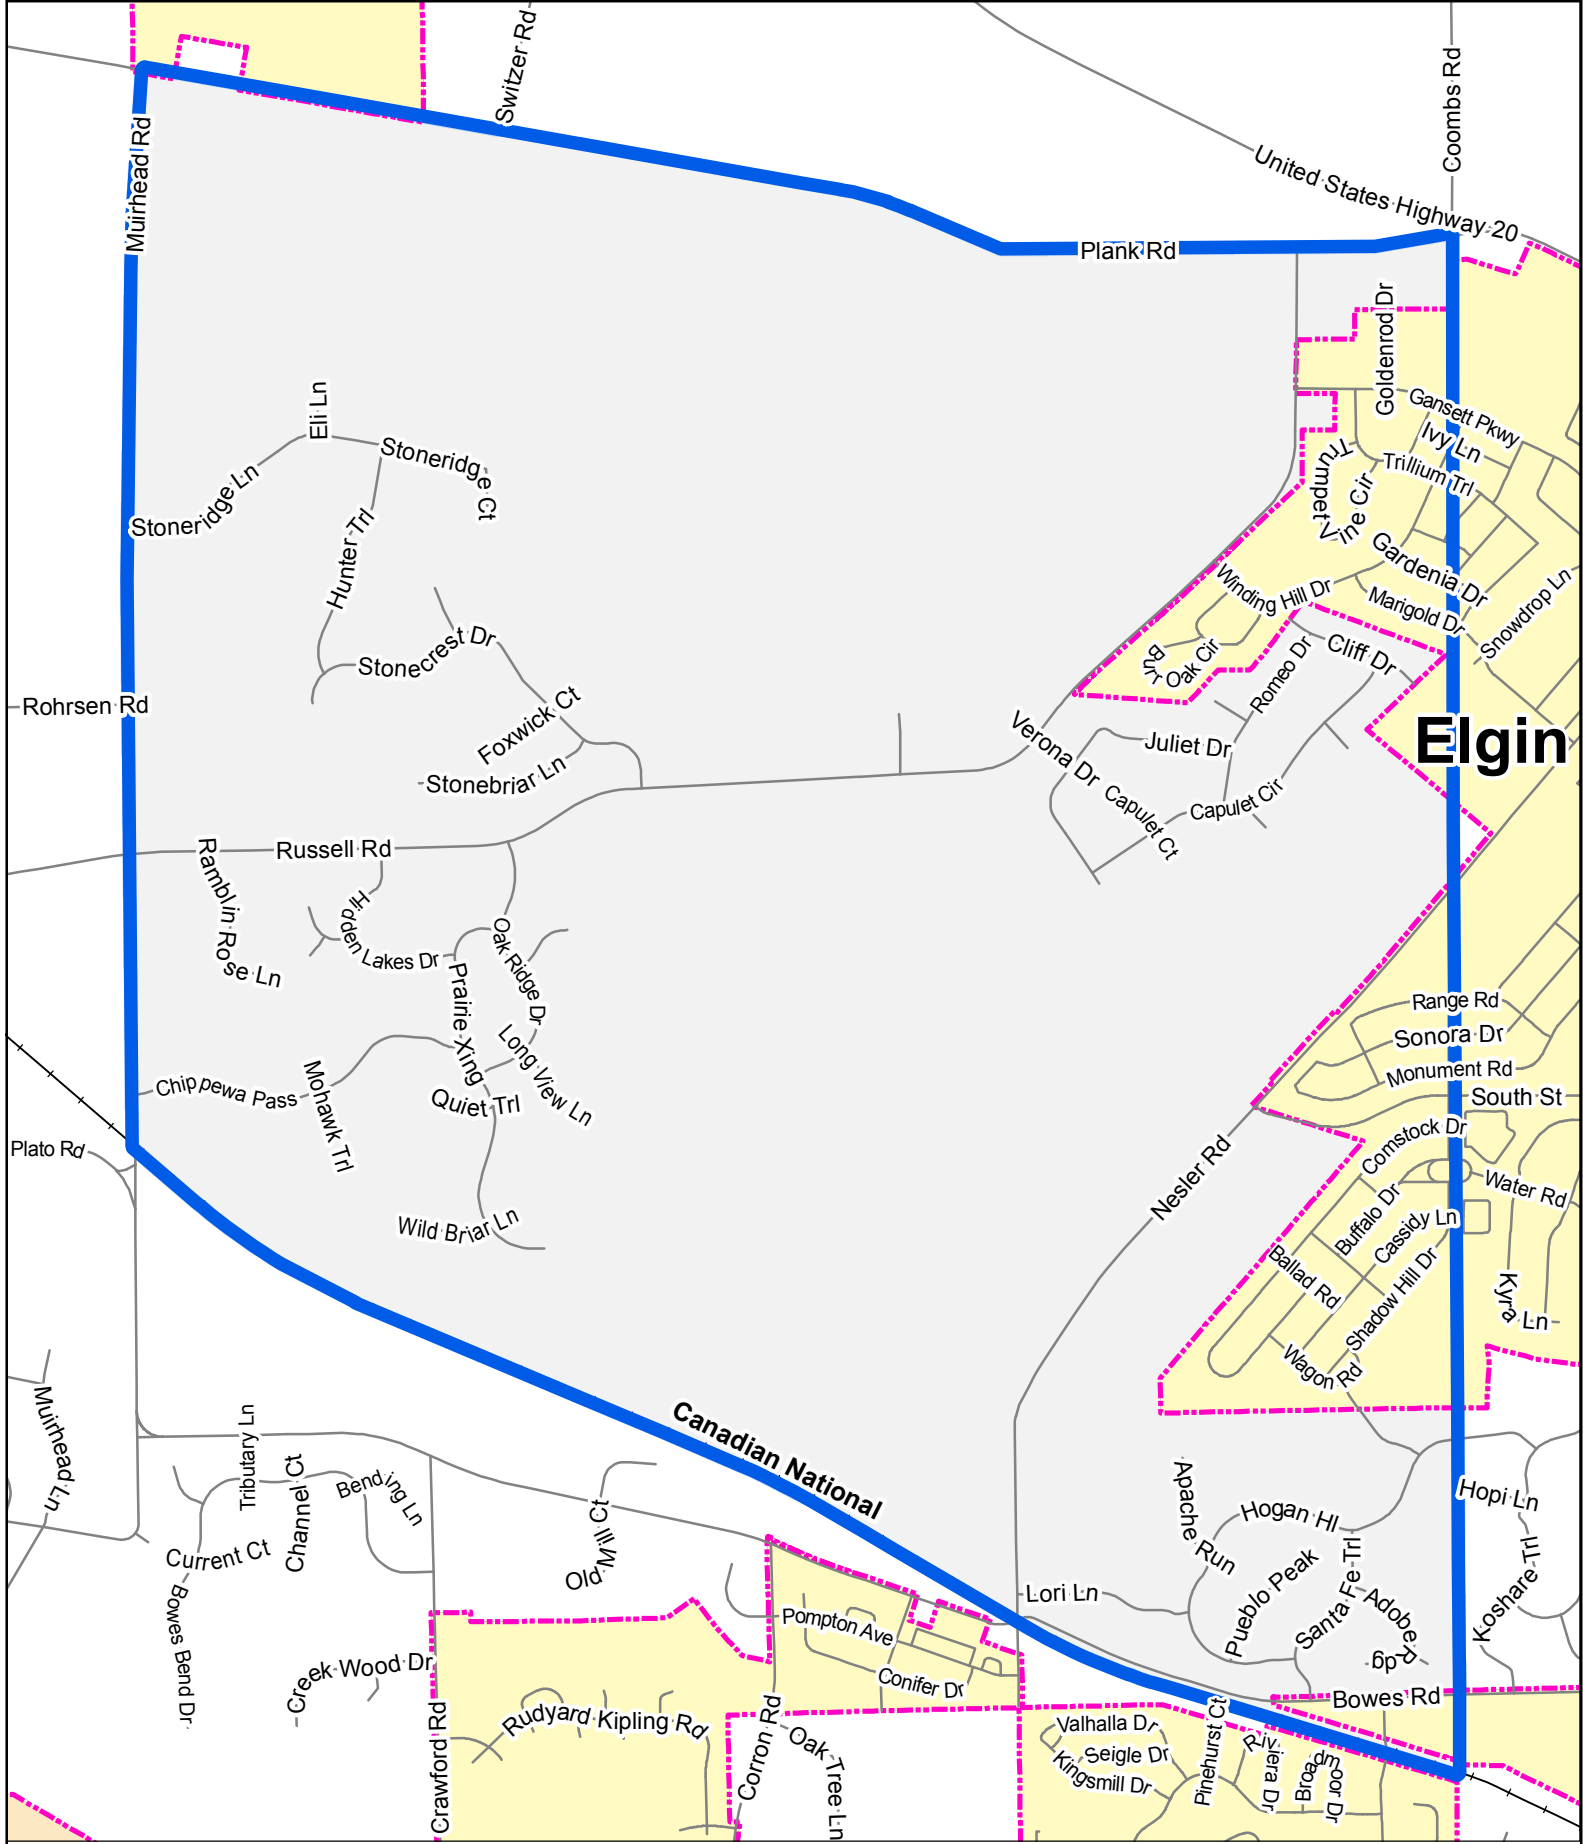 Switzer Rd
Coombs Rd
United States Highway 20
Muirhead Rd
Plank Rd
Goldenrod Dr
Gansett Pkwy
Ivy Ln
Trillium Trl
Trumpet Vine Cir
Gardenia Dr
Marigold Dr
Snowdrop Ln
Winding Hill Dr
Burr Oak Cir
Cliff Dr
Romeo Dr
Juliet Dr
Verona Dr
Capulet Ct
Capulet Cir
Elgin
Eli Ln
Stoneridge Ct
Stoneridge Ln
Hunter Trl
Stonecrest Dr
Foxwick Ct
Stonebriar Ln
Rohrsen Rd
Russell Rd
Ramblin Rose Ln
Hidden Lakes Dr
Oak Ridge Dr
Prairie Xing
Long View Ln
Quiet Trl
Chippewa Pass
Mohawk Trl
Wild Briar Ln
Plato Rd
Range Rd
Sonora Dr
Monument Rd
South St
Comstock Dr
Water Rd
Buffalo Dr
Cassidy Ln
Shadow Hill Dr
Ballad Rd
Wagon Rd
Kyra Ln
Nesler Rd
Canadian National
Muirhead Ln
Tributary Ln
Channel Ct
Bending Ln
Current Ct
Bowes Bend Dr
Old Mill Ct
Creek Wood Dr
Crawford Rd
Rudyard Kipling Rd
Pompton Ave
Conifer Dr
Corron Rd
Oak Tree Ln
Apache Run
Hogan Hl
Hopi Ln
Lori Ln
Pueblo Peak
Santa Fe Trl
Adobe Rdg
Koshare Trl
Bowes Rd
Valhalla Dr
Seigle Dr
Kingsmill Dr
Pinehurst Ct
Riviera Dr
Broadmoor Dr